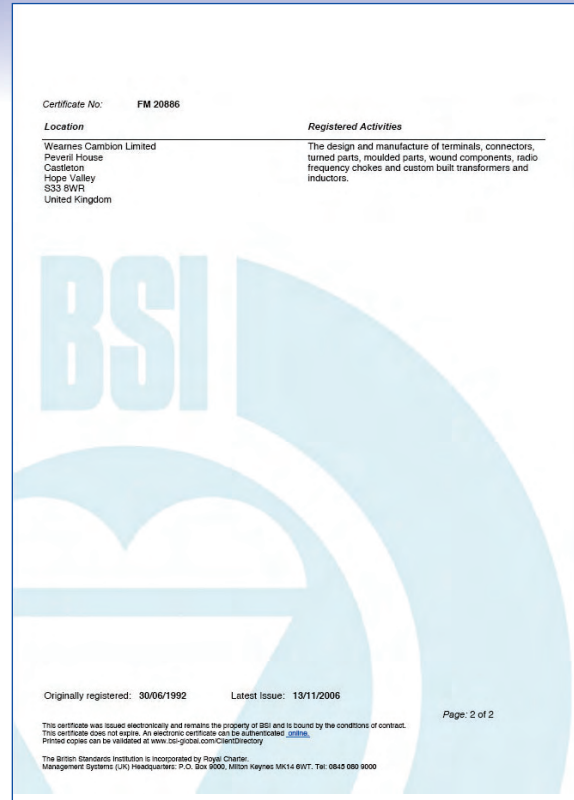 Certificate No: FM 20886
Location Registered Activities
Wearnes Cambion Limited
Peveril House
Castleton
Hope Valley
S33 8WR
United Kingdom
The design and manufacture of terminals, connectors,
turned parts, moulded parts, wound components, radio
frequency chokes and custom built transformers and
inductors.
BSI
Originally registered: 30/06/1992 Latest Issue: 13/11/2006
Page: 2 of 2
This certificate was issued electronically and remains the property of BSI and is bound by the conditions of contract.
This certificate does not expire. An electronic certificate can be authenticated online.
Printed copies can be validated at www.bsi-global.com/ClientDirectory
The British Standards Institution is incorporated by Royal Charter.
Management Systems (UK) Headquarters: P.O. Box 9000, Milton Keynes MK14 6WT. Tel: 0845 080 9000